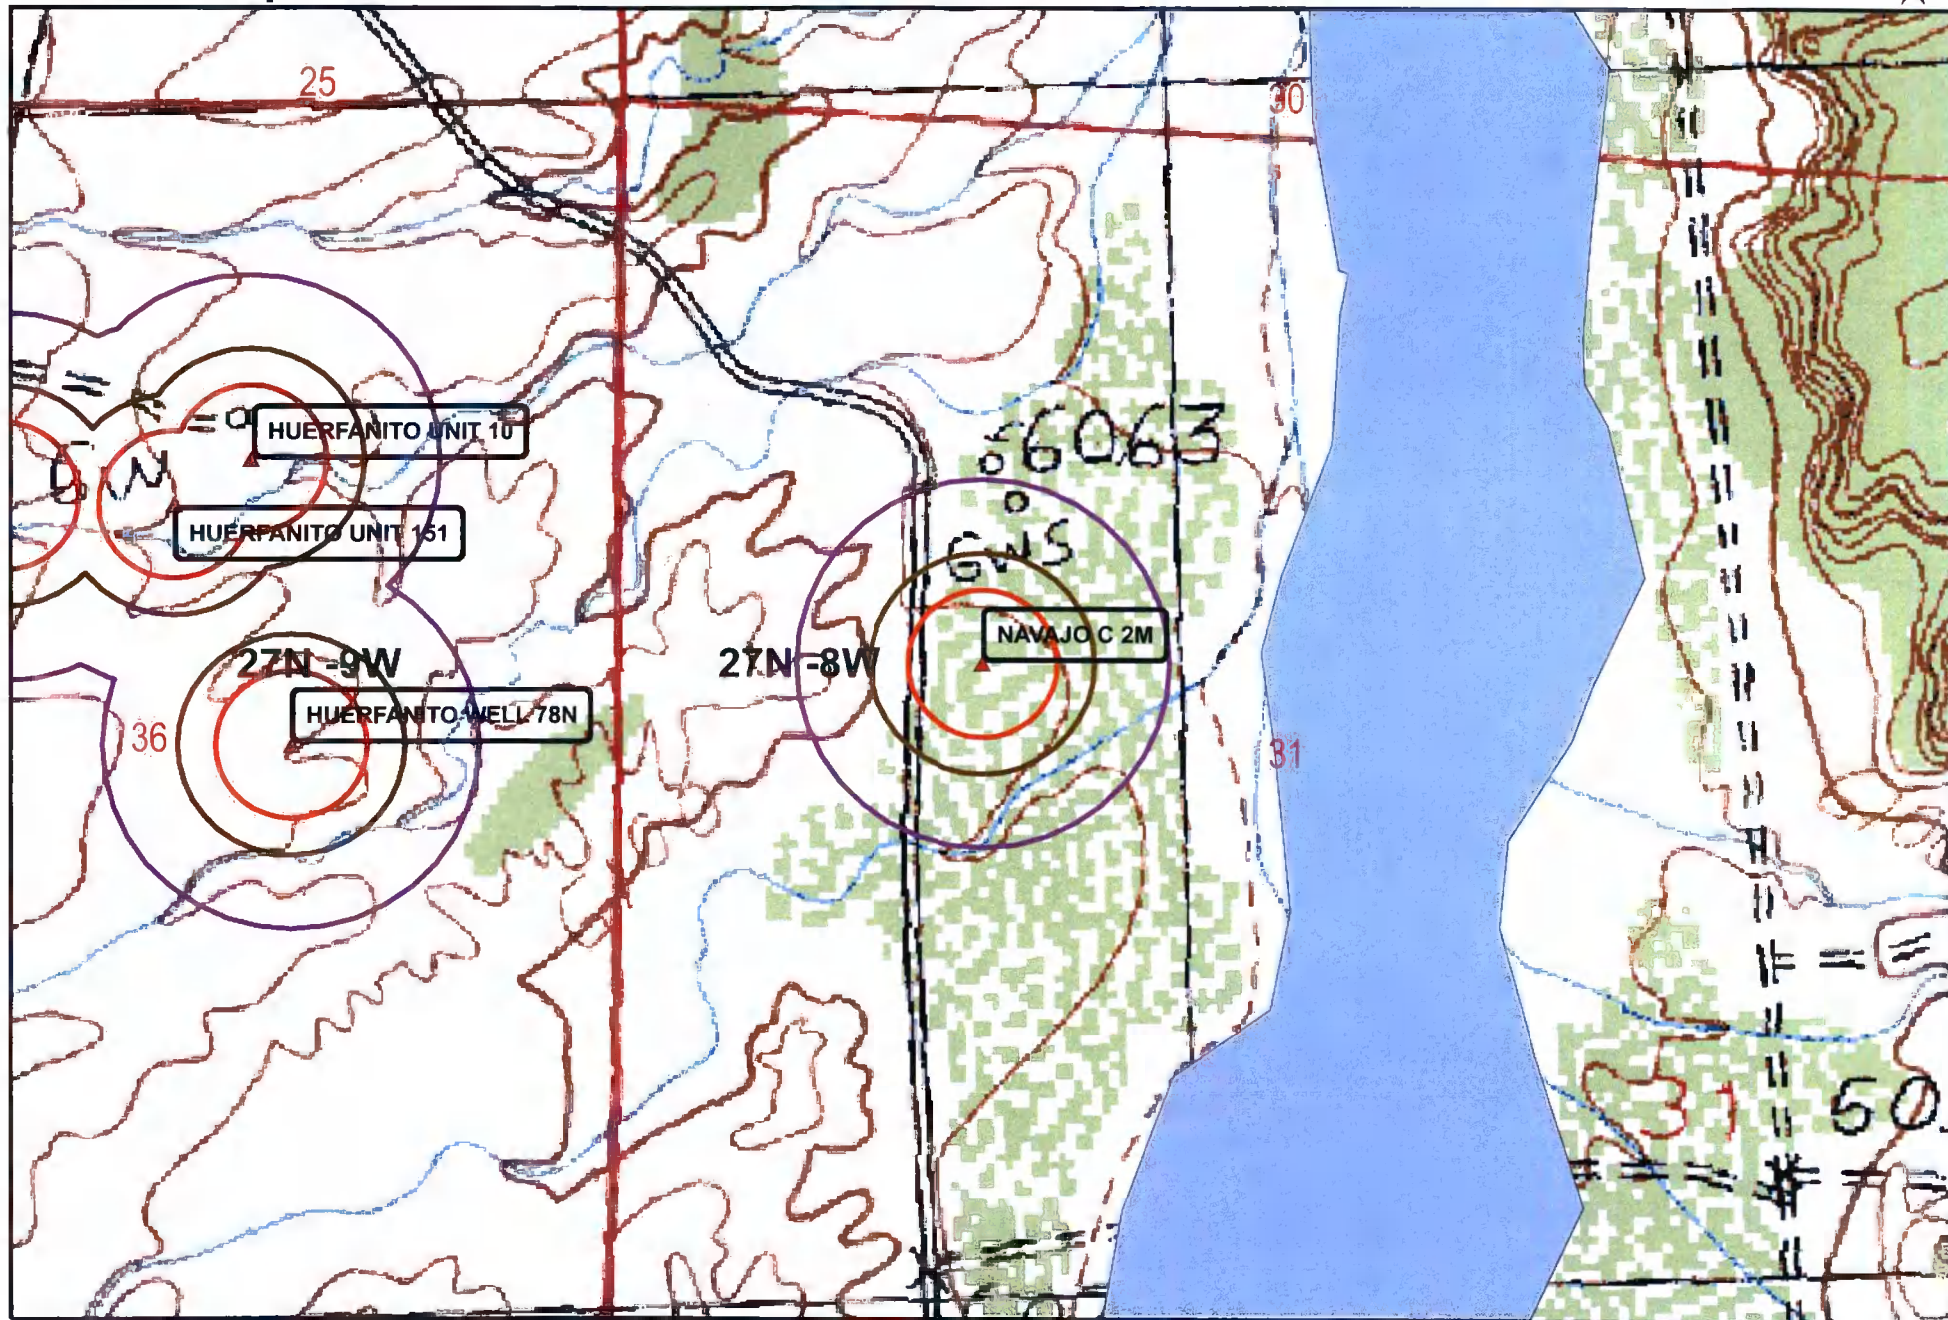 25
30
6063
HUERFANITO UNIT 10
HUERFANITO UNIT 151
NAVAJO C 2M
27N -9W
27N -8W
HUERFANITO WELL 78N
36
31
31